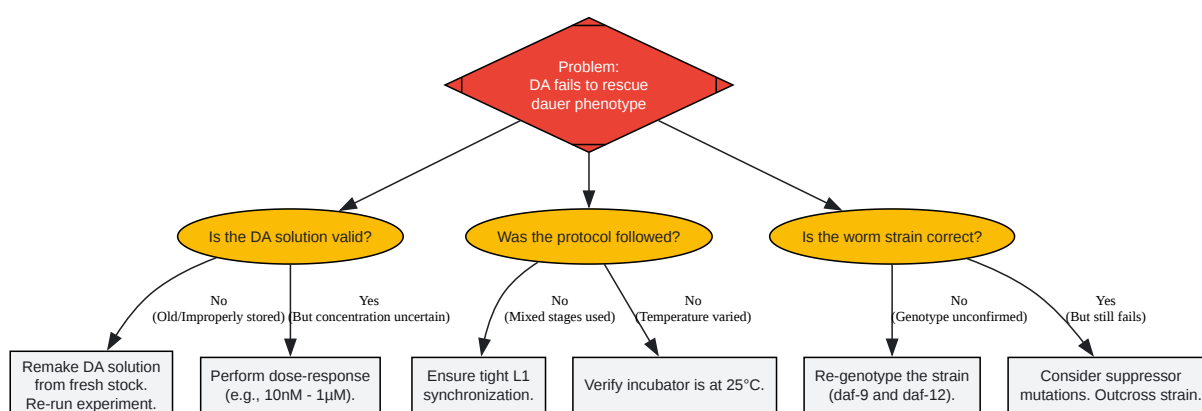 Problem:
DA fails to rescue
dauer phenotype
Is the DA solution valid?
Was the protocol followed?
Is the worm strain correct?
No
(Old/Improperly stored)
Yes
(But concentration uncertain)
No
(Mixed stages used)
No
(Temperature varied)
No
(Genotype unconfirmed)
Yes
(But still fails)
Remake DA solution
from fresh stock.
Re-run experiment.
Perform dose-response
(e.g., 10nM - 1µM).
Ensure tight L1
synchronization.
Verify incubator is at 25°C.
Re-genotype the strain
(daf-9 and daf-12).
Consider suppressor
mutations. Outcross strain.